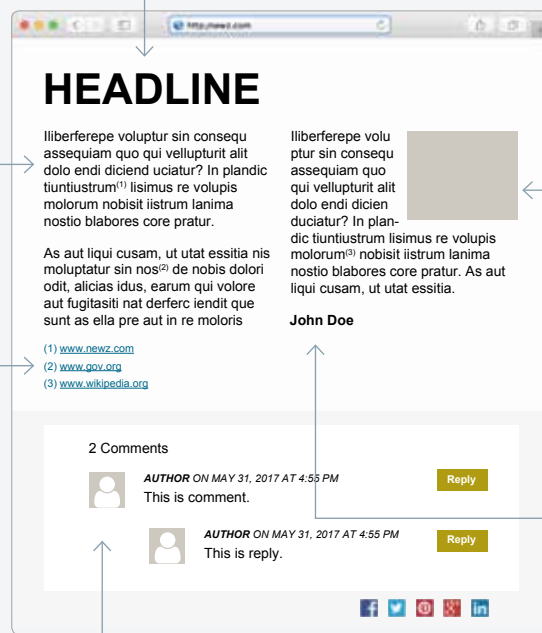 http://newz.com
HEADLINE
Iliberferepe voluptur sin consequ
assequiam quo qui vellupturit alit
dolo endi diciend uciatur? In plandic
tiuntiustrum(1) lisimus re volupis
molorum nobisit iistrum lanima
nostio blabores core pratur.
As aut liqui cusam, ut utat essitia nis
moluptatur sin nos(2) de nobis dolori
odit, alicias idus, earum qui volore
aut fugitasiti nat derferc iendit que
sunt as ella pre aut in re moloris
(1) www.newz.com
(2) www.gov.org
(3) www.wikipedia.org
Iliberferepe volu
ptur sin consequ
assequiam quo
qui vellupturit alit
dolo endi dicien
duciatur? In plan-
dic tiuntiustrum lisimus re volupis
molorum(3) nobisit iistrum lanima
nostio blabores core pratur. As aut
liqui cusam, ut utat essitia.
John Doe
2 Comments
AUTHOR ON MAY 31, 2017 AT 4:55 PM
Reply
This is comment.
AUTHOR ON MAY 31, 2017 AT 4:55 PM
Reply
This is reply.